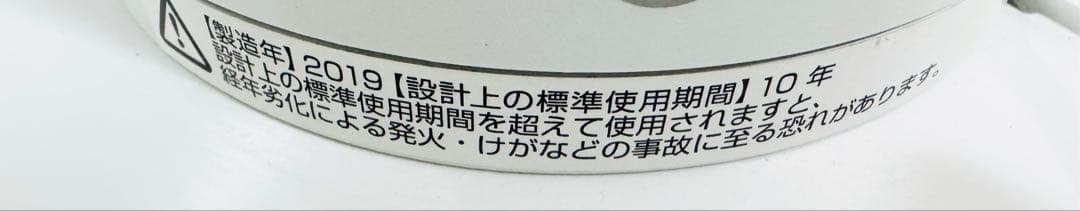 【製造年】2019【設計上の標準使用期間】10年
設計上の標準使用期間を超えて使用されますと、
経年劣化による発火・けがなどの事故に至る恐れがあります。